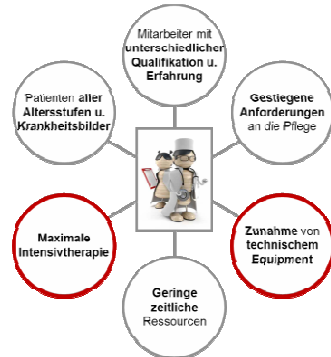 Mitarbeiter mit
unterschiedlicher
Qualifikation u.
Erfahrung
Patienten aller
Altersstufen u.
Krankheitsbilder
Gestiegene
Anforderungen
an die Pflege
Maximale
Intensivtherapie
Zunahme von
technischem
Equipment
Geringe
zeitliche
Ressourcen